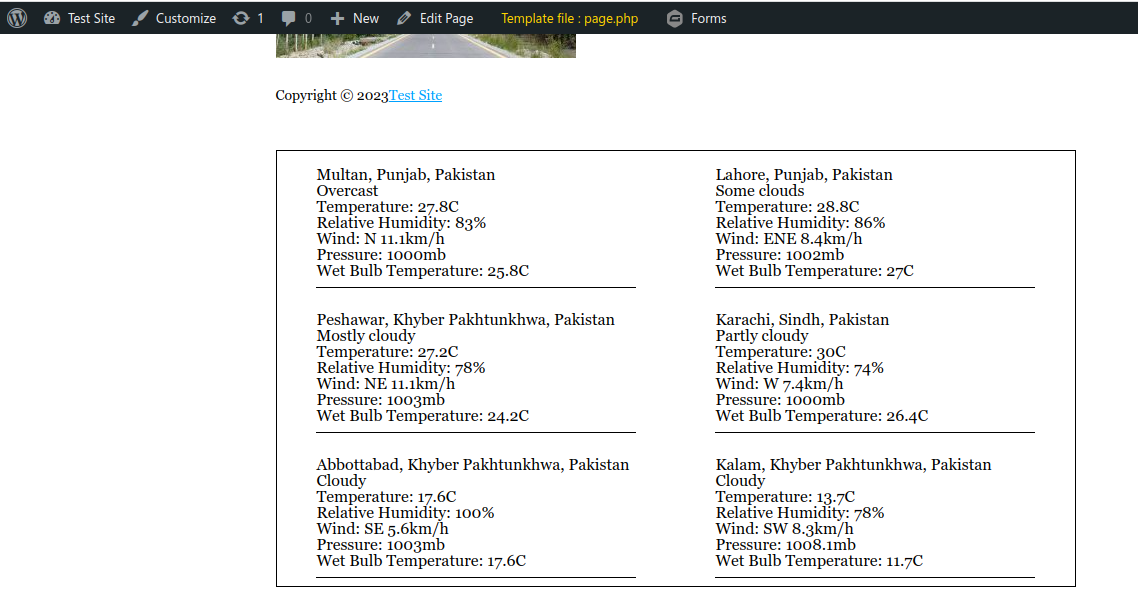 Test Site Customize 1 0 New Edit Page Template file : page.php Forms
Copyright © 2023Test Site
Multan, Punjab, Pakistan
Overcast
Temperature: 27.8C
Relative Humidity: 83%
Wind: N 11.1km/h
Pressure: 1000mb
Wet Bulb Temperature: 25.8C
Lahore, Punjab, Pakistan
Some clouds
Temperature: 28.8C
Relative Humidity: 86%
Wind: ENE 8.4km/h
Pressure: 1002mb
Wet Bulb Temperature: 27C
Peshawar, Khyber Pakhtunkhwa, Pakistan
Mostly cloudy
Temperature: 27.2C
Relative Humidity: 78%
Wind: NE 11.1km/h
Pressure: 1003mb
Wet Bulb Temperature: 24.2C
Karachi, Sindh, Pakistan
Partly cloudy
Temperature: 30C
Relative Humidity: 74%
Wind: W 7.4km/h
Pressure: 1000mb
Wet Bulb Temperature: 26.4C
Abbottabad, Khyber Pakhtunkhwa, Pakistan
Cloudy
Temperature: 17.6C
Relative Humidity: 100%
Wind: SE 5.6km/h
Pressure: 1003mb
Wet Bulb Temperature: 17.6C
Kalam, Khyber Pakhtunkhwa, Pakistan
Cloudy
Temperature: 13.7C
Relative Humidity: 78%
Wind: SW 8.3km/h
Pressure: 1008.1mb
Wet Bulb Temperature: 11.7C